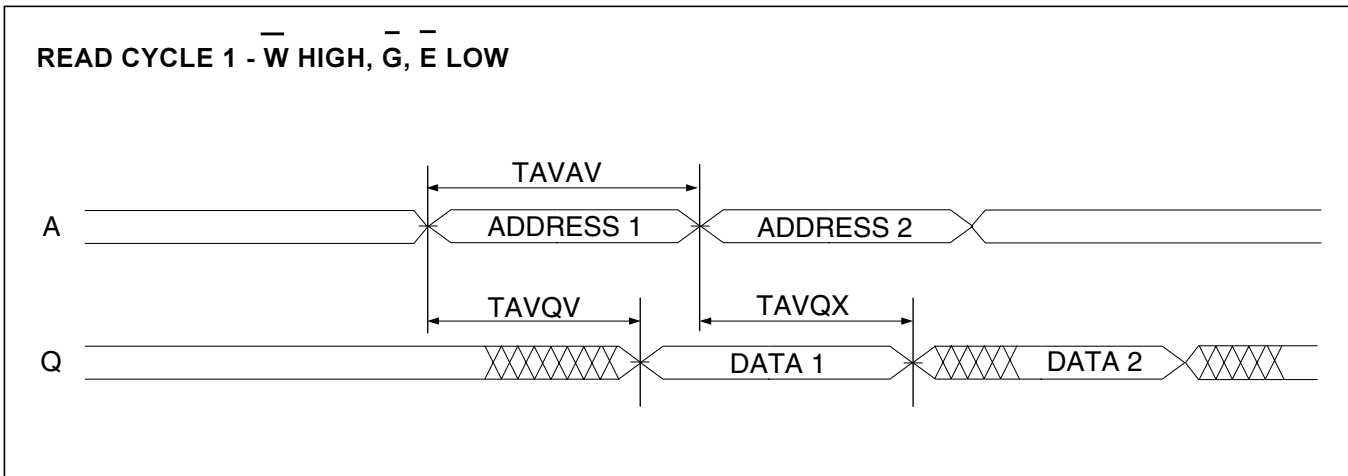 READ CYCLE 1 - W̅ HIGH, G̅, E̅ LOW
TAVAV
A ADDRESS 1 ADDRESS 2
TAVQV TAVQX
Q DATA 1 DATA 2